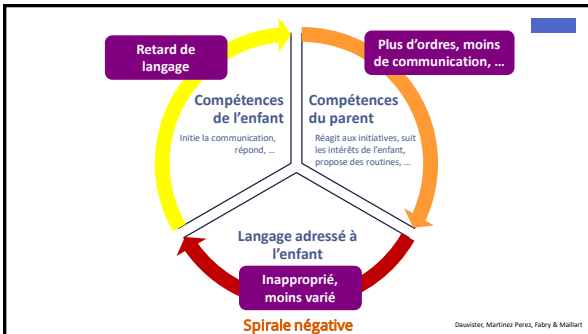 Retard de
langage
Plus d'ordres, moins
de communication, ...
Compétences
de l'enfant
Initie la communication,
répond, ...
Compétences
du parent
Réagit aux initiatives, suit
les intérêts de l'enfant,
propose des routines, ...
Langage adressé à
l'enfant
Inapproprié,
moins varié
Spirale négative
Dauvister, Martinez Perez, Fabry & Maillart